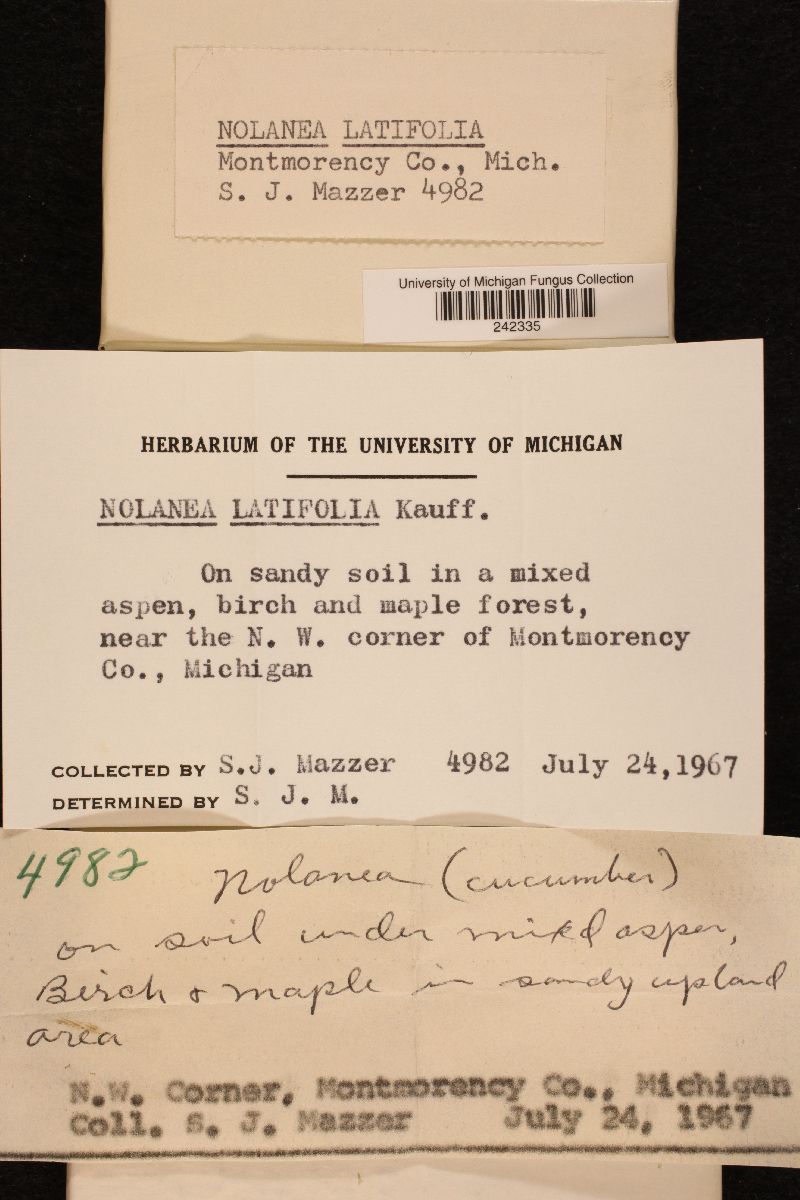 NOLANEA LATIFOLIA
Montmorency Co., Mich.
S. J. Mazzer 4982
University of Michigan Fungus Collection
242335
HERBARIUM OF THE UNIVERSITY OF MICHIGAN
NOLANEA LATIFOLIA Kauff.
On sandy soil in a mixed
aspen, birch and maple forest,
near the N. W. corner of Montmorency
Co., Michigan
COLLECTED BY S.J. Mazzer 4982 July 24,1967
DETERMINED BY S. J. M.
4982 Nolanea (cucumber)
on soil under mixed aspen,
Birch & maple in sandy upland
area
N.W. Corner, Montmorency Co., Michigan
Coll. S. J. Mazzer July 24, 1967